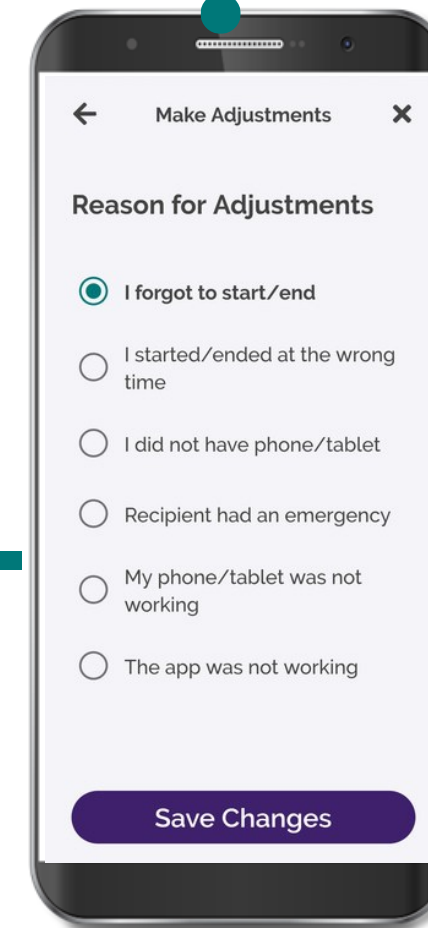 Make Adjustments
Reason for Adjustments
I forgot to start/end
I started/ended at the wrong
time
I did not have phone/tablet
Recipient had an emergency
My phone/tablet was not
working
The app was not working
Save Changes